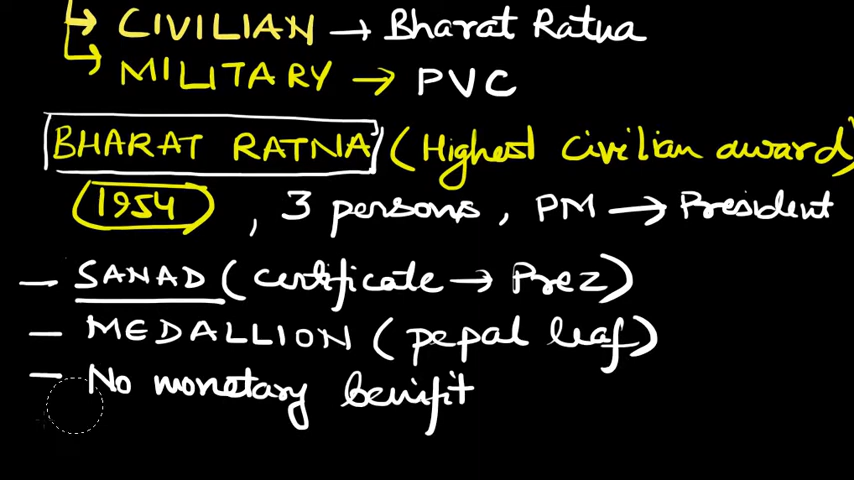 CIVILIAN → Bharat Ratna
MILITARY → PVC
BHARAT RATNA (Highest Civilian award)
1954, 3 persons, PM → President
— SANAD (certificate → Prez)
— MEDALLION (pepal leaf)
— No monetary benifit